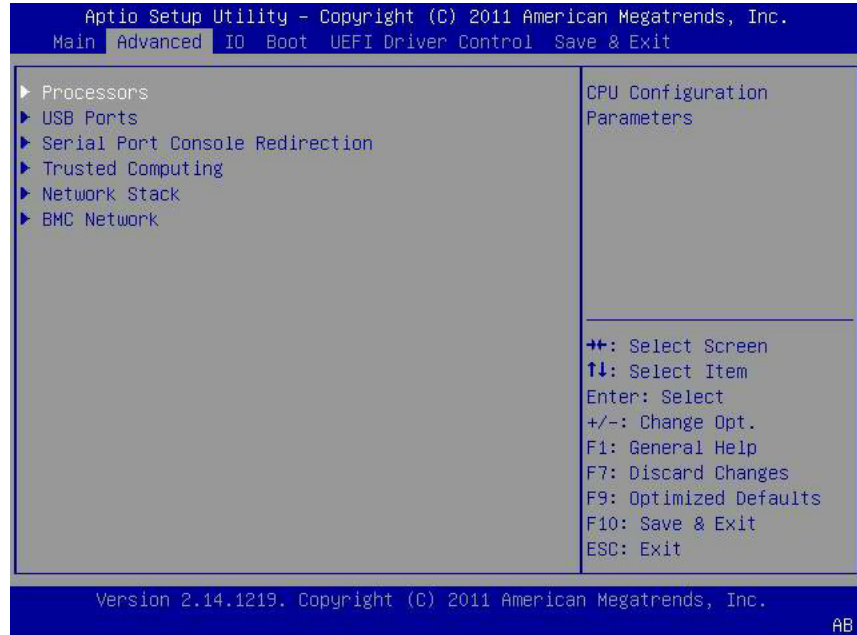 Aptio Setup Utility – Copyright (C) 2011 American Megatrends, Inc.
Main Advanced IO Boot UEFI Driver Control Save & Exit
▶ Processors
▶ USB Ports
▶ Serial Port Console Redirection
▶ Trusted Computing
▶ Network Stack
▶ BMC Network
CPU Configuration
Parameters
→←: Select Screen
↑↓: Select Item
Enter: Select
+/-: Change Opt.
F1: General Help
F7: Discard Changes
F9: Optimized Defaults
F10: Save & Exit
ESC: Exit
Version 2.14.1219. Copyright (C) 2011 American Megatrends, Inc.
AB